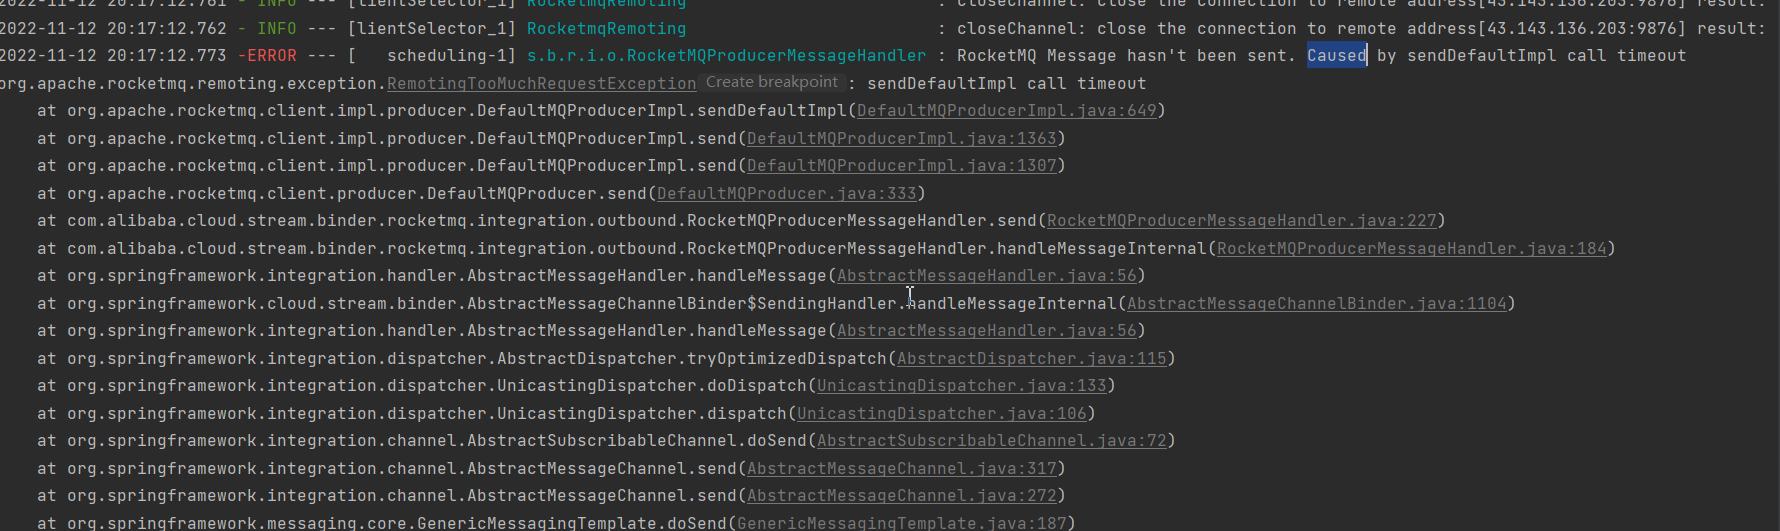 2022-11-12 20:17:12.761 - INFO --- [lientSelector_1] RocketmqRemoting : closeChannel: close the connection to remote address[43.143.136.203:9876] result:
2022-11-12 20:17:12.762 - INFO --- [lientSelector_1] RocketmqRemoting : closeChannel: close the connection to remote address[43.143.136.203:9876] result:
2022-11-12 20:17:12.773 -ERROR --- [ scheduling-1] s.b.r.i.o.RocketMQProducerMessageHandler : RocketMQ Message hasn't been sent. Caused by sendDefaultImpl call timeout
org.apache.rocketmq.remoting.exception.RemotingTooMuchRequestException Create breakpoint : sendDefaultImpl call timeout
at org.apache.rocketmq.client.impl.producer.DefaultMQProducerImpl.sendDefaultImpl(DefaultMQProducerImpl.java:649)
at org.apache.rocketmq.client.impl.producer.DefaultMQProducerImpl.send(DefaultMQProducerImpl.java:1363)
at org.apache.rocketmq.client.impl.producer.DefaultMQProducerImpl.send(DefaultMQProducerImpl.java:1307)
at org.apache.rocketmq.client.producer.DefaultMQProducer.send(DefaultMQProducer.java:333)
at com.alibaba.cloud.stream.binder.rocketmq.integration.outbound.RocketMQProducerMessageHandler.send(RocketMQProducerMessageHandler.java:227)
at com.alibaba.cloud.stream.binder.rocketmq.integration.outbound.RocketMQProducerMessageHandler.handleMessageInternal(RocketMQProducerMessageHandler.java:184)
at org.springframework.integration.handler.AbstractMessageHandler.handleMessage(AbstractMessageHandler.java:56)
at org.springframework.cloud.stream.binder.AbstractMessageChannelBinder$SendingHandler.handleMessageInternal(AbstractMessageChannelBinder.java:1104)
at org.springframework.integration.handler.AbstractMessageHandler.handleMessage(AbstractMessageHandler.java:56)
at org.springframework.integration.dispatcher.AbstractDispatcher.tryOptimizedDispatch(AbstractDispatcher.java:115)
at org.springframework.integration.dispatcher.UnicastingDispatcher.doDispatch(UnicastingDispatcher.java:133)
at org.springframework.integration.dispatcher.UnicastingDispatcher.dispatch(UnicastingDispatcher.java:106)
at org.springframework.integration.channel.AbstractSubscribableChannel.doSend(AbstractSubscribableChannel.java:72)
at org.springframework.integration.channel.AbstractMessageChannel.send(AbstractMessageChannel.java:317)
at org.springframework.integration.channel.AbstractMessageChannel.send(AbstractMessageChannel.java:272)
at org.springframework.messaging.core.GenericMessagingTemplate.doSend(GenericMessagingTemplate.java:187)